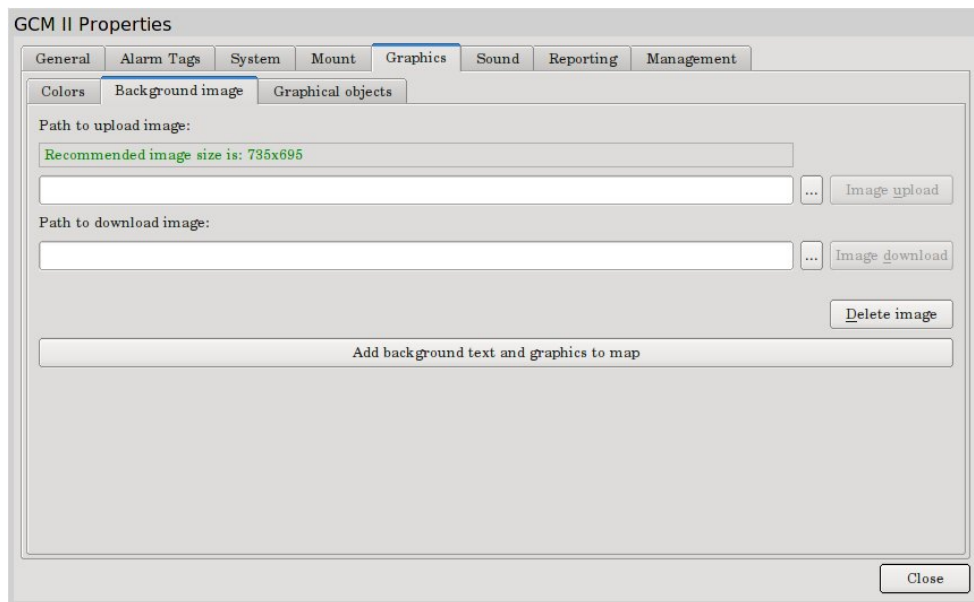 GCM II Properties
General Alarm Tags System Mount Graphics Sound Reporting Management
Colors Background image Graphical objects
Path to upload image:
Recommended image size is: 735x695
... Image upload
Path to download image:
... Image download
Delete image
Add background text and graphics to map
Close